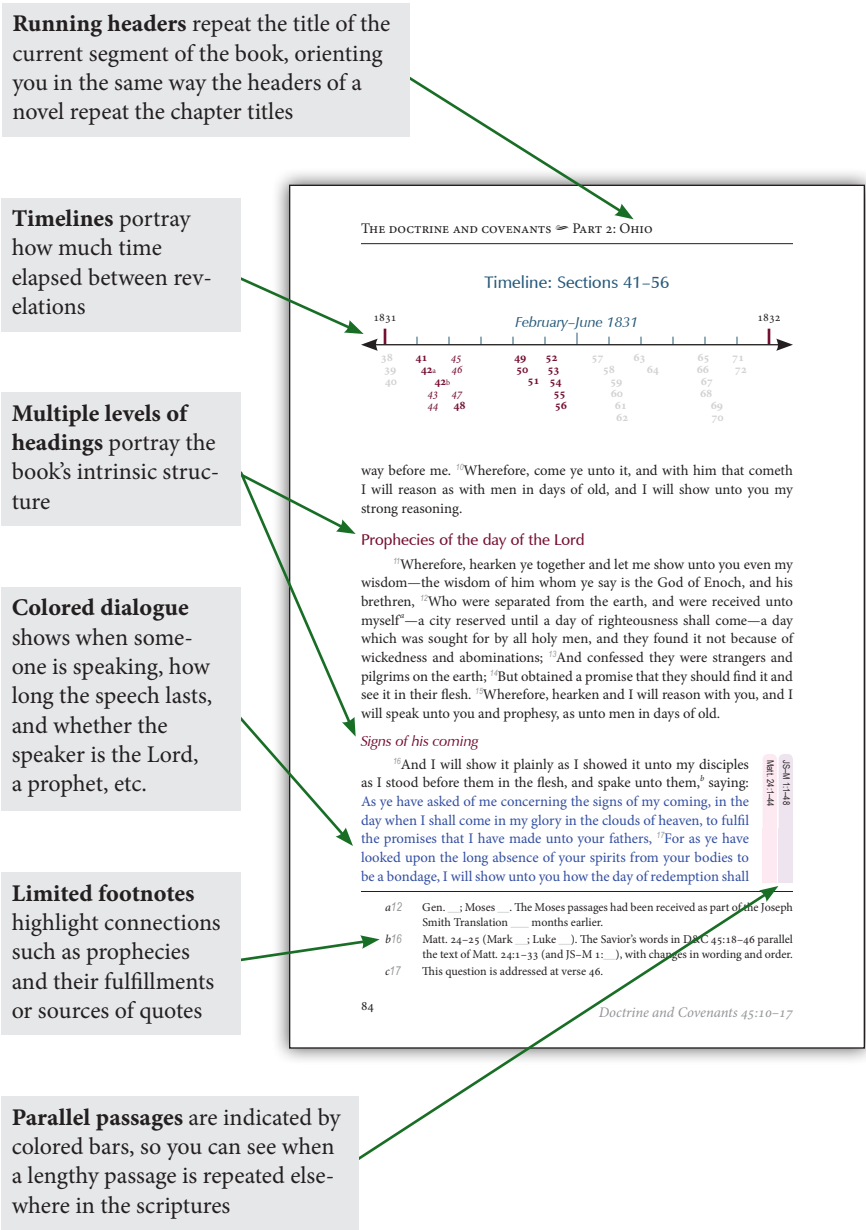 Running headers repeat the title of the
current segment of the book, orienting
you in the same way the headers of a
novel repeat the chapter titles
Timelines portray
how much time
elapsed between rev-
elations
Multiple levels of
headings portray the
book's intrinsic struc-
ture
Colored dialogue
shows when some-
one is speaking, how
long the speech lasts,
and whether the
speaker is the Lord,
a prophet, etc.
Limited footnotes
highlight connections
such as prophecies
and their fulfillments
or sources of quotes
Parallel passages are indicated by
colored bars, so you can see when
a lengthy passage is repeated else-
where in the scriptures
The doctrine and covenants Part 2: Ohio
Timeline: Sections 41–56
1831 February–June 1831 1832
38 41 45 49 52 57 63 65 71
39 42a 46 50 53 58 64 66 72
40 42b 51 54 59 67
43 47 55 60 68
44 48 56 61 69
62 70
way before me. 10Wherefore, come ye unto it, and with him that cometh
I will reason as with men in days of old, and I will show unto you my
strong reasoning.
Prophecies of the day of the Lord
11Wherefore, hearken ye together and let me show unto you even my
wisdom—the wisdom of him whom ye say is the God of Enoch, and his
brethren, 12Who were separated from the earth, and were received unto
myselfa—a city reserved until a day of righteousness shall come—a day
which was sought for by all holy men, and they found it not because of
wickedness and abominations; 13And confessed they were strangers and
pilgrims on the earth; 14But obtained a promise that they should find it and
see it in their flesh. 15Wherefore, hearken and I will reason with you, and I
will speak unto you and prophesy, as unto men in days of old.
Signs of his coming
16And I will show it plainly as I showed it unto my disciples
as I stood before them in the flesh, and spake unto them,b saying:
As ye have asked of me concerning the signs of my coming, in the
day when I shall come in my glory in the clouds of heaven, to fulfil
the promises that I have made unto your fathers, 17For as ye have
looked upon the long absence of your spirits from your bodies to
be a bondage, I will show unto you how the day of redemption shall
Matt. 24:1–44
JS–M 1:1–48
a12 Gen. __; Moses __. The Moses passages had been received as part of the Joseph
Smith Translation ___ months earlier.
b16 Matt. 24–25 (Mark __; Luke __). The Savior's words in D&C 45:18–46 parallel
the text of Matt. 24:1–33 (and JS–M 1:__), with changes in wording and order.
c17 This question is addressed at verse 46.
84 Doctrine and Covenants 45:10–17